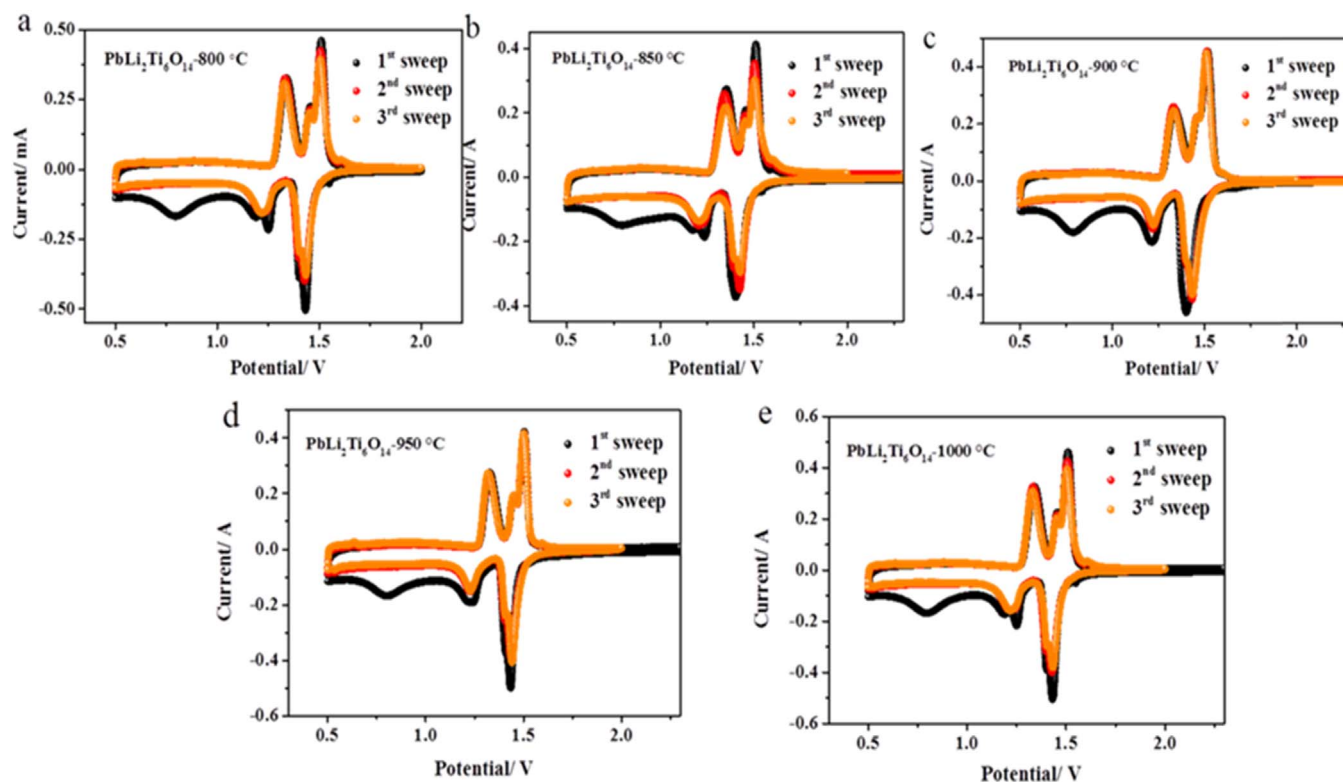 a
PbLi₂Ti₆O₁₄-800 °C
1ˢᵗ sweep
2ⁿᵈ sweep
3ʳᵈ sweep
Current/ mA
0.50
0.25
0.00
-0.25
-0.50
0.5 1.0 1.5 2.0
Potential/ V
b
PbLi₂Ti₆O₁₄-850 °C
1ˢᵗ sweep
2ⁿᵈ sweep
3ʳᵈ sweep
Current/ A
0.4
0.2
0.0
-0.2
-0.4
0.5 1.0 1.5 2.0
Potential/ V
c
PbLi₂Ti₆O₁₄-900 °C
1ˢᵗ sweep
2ⁿᵈ sweep
3ʳᵈ sweep
Current/ A
0.4
0.2
0.0
-0.2
-0.4
0.5 1.0 1.5 2.0
Potential/ V
d
PbLi₂Ti₆O₁₄-950 °C
1ˢᵗ sweep
2ⁿᵈ sweep
3ʳᵈ sweep
Current/ A
0.4
0.2
0.0
-0.2
-0.4
-0.6
0.5 1.0 1.5 2.0
Potential/ V
e
PbLi₂Ti₆O₁₄-1000 °C
1ˢᵗ sweep
2ⁿᵈ sweep
3ʳᵈ sweep
Current/ A
0.6
0.4
0.2
0.0
-0.2
-0.4
-0.6
0.5 1.0 1.5 2.0
Potential/ V